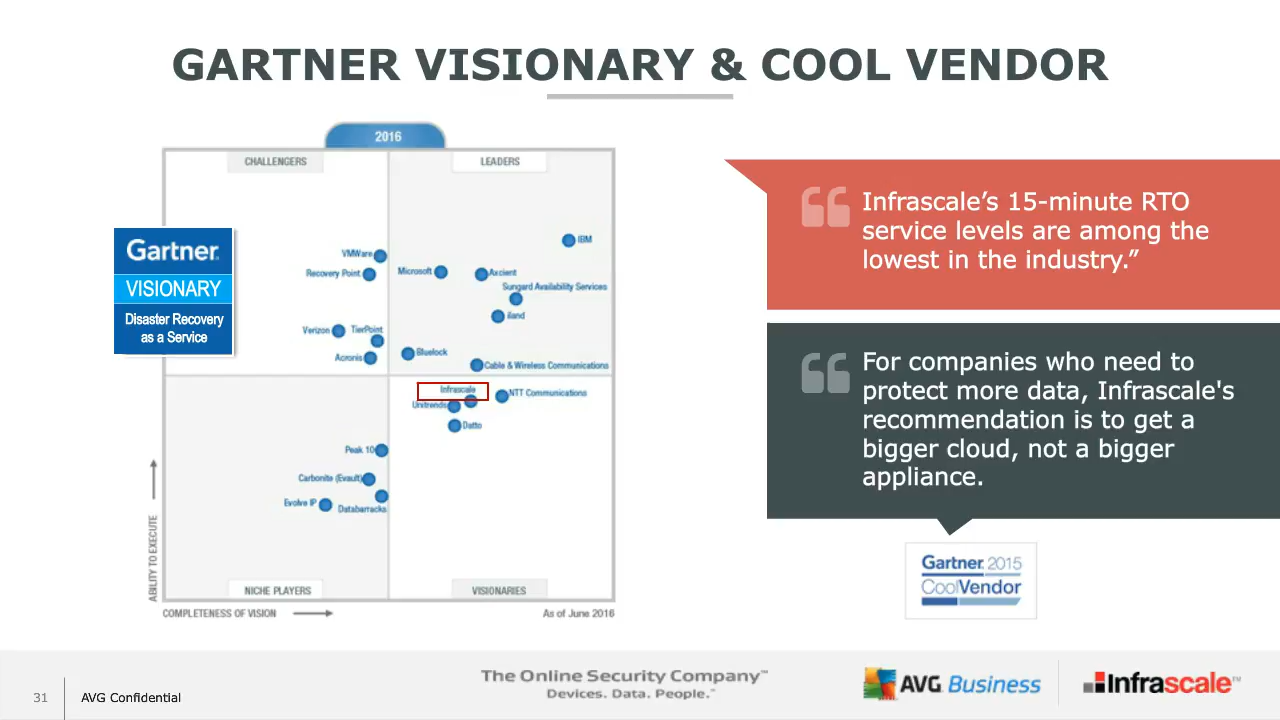 GARTNER VISIONARY & COOL VENDOR
2016
CHALLENGERS
LEADERS
IBM
VMWare
Recovery Point
Microsoft
Axcient
Sungard Availability Services
iland
Verizon
TierPoint
Acronis
Bluelock
Cable & Wireless Communications
Infrascale
NTT Communications
Unitrends
Datto
Peak 10
Carbonite (Evault)
Evolve IP
Databarracks
NICHE PLAYERS
VISIONARIES
ABILITY TO EXECUTE
COMPLETENESS OF VISION
As of June 2016
Gartner
VISIONARY
Disaster Recovery
as a Service
“
Infrascale’s 15-minute RTO
service levels are among the
lowest in the industry.”
“
For companies who need to
protect more data, Infrascale's
recommendation is to get a
bigger cloud, not a bigger
appliance.
Gartner 2015
CoolVendor
31
AVG Confidential
The Online Security Company™
Devices. Data. People.™
AVG Business
Infrascale™